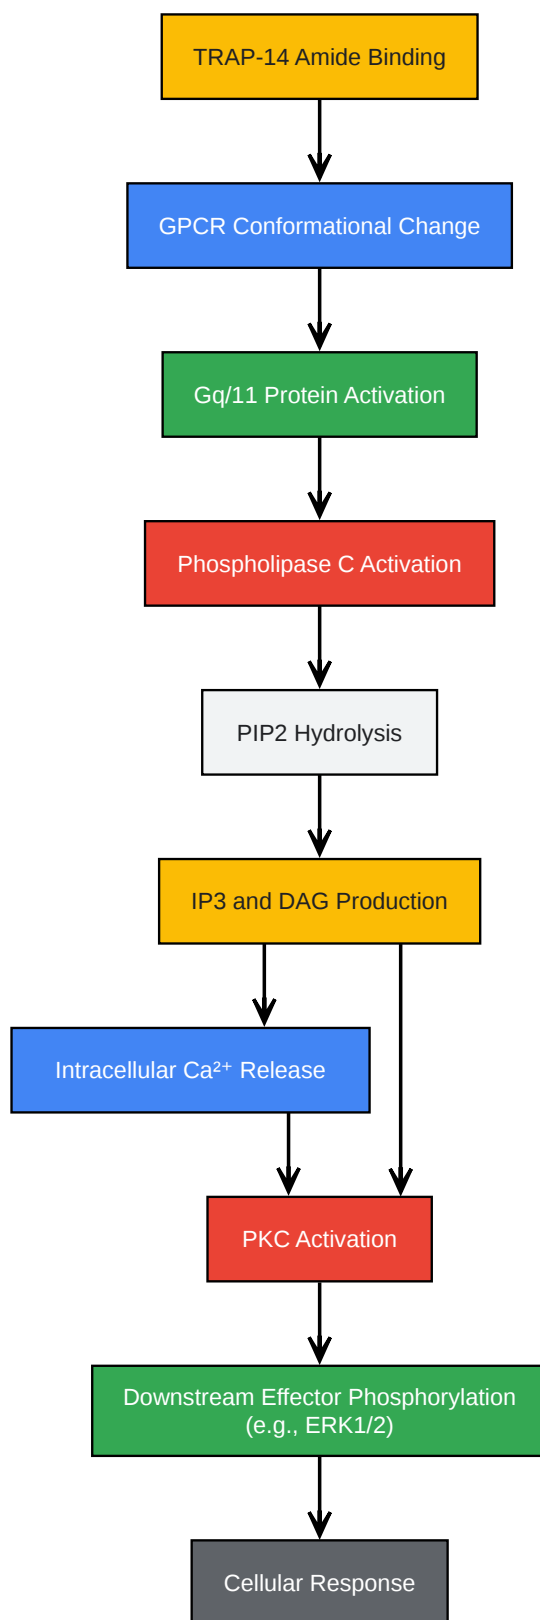 TRAP-14 Amide Binding
GPCR Conformational Change
Gq/11 Protein Activation
Phospholipase C Activation
PIP2 Hydrolysis
IP3 and DAG Production
Intracellular Ca²⁺ Release
PKC Activation
Downstream Effector Phosphorylation
(e.g., ERK1/2)
Cellular Response